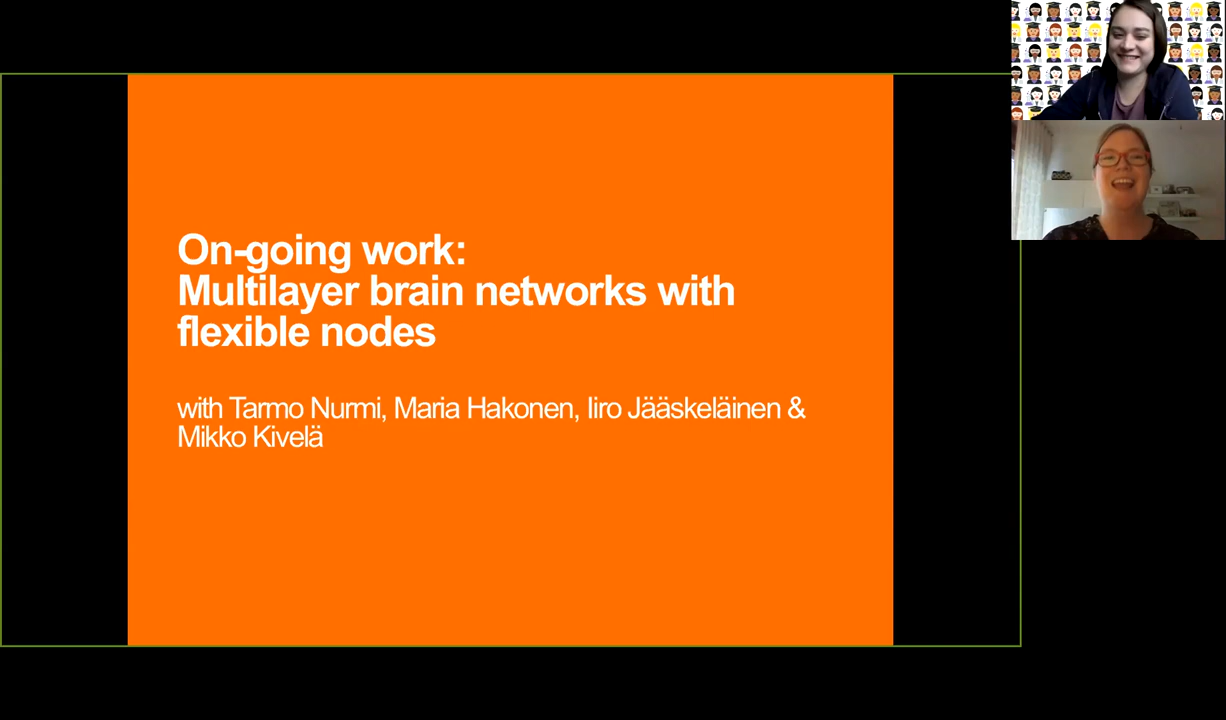 On-going work:
Multilayer brain networks with
flexible nodes
with Tarmo Nurmi, Maria Hakonen, Iiro Jääskeläinen &
Mikko Kivelä